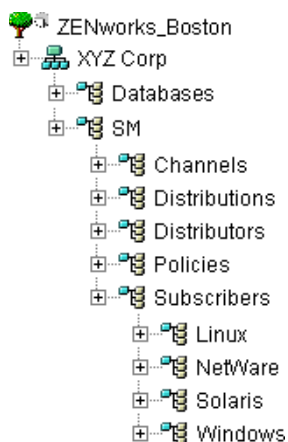 ZENworks_Boston
XYZ Corp
Databases
SM
Channels
Distributions
Distributors
Policies
Subscribers
Linux
NetWare
Solaris
Windows